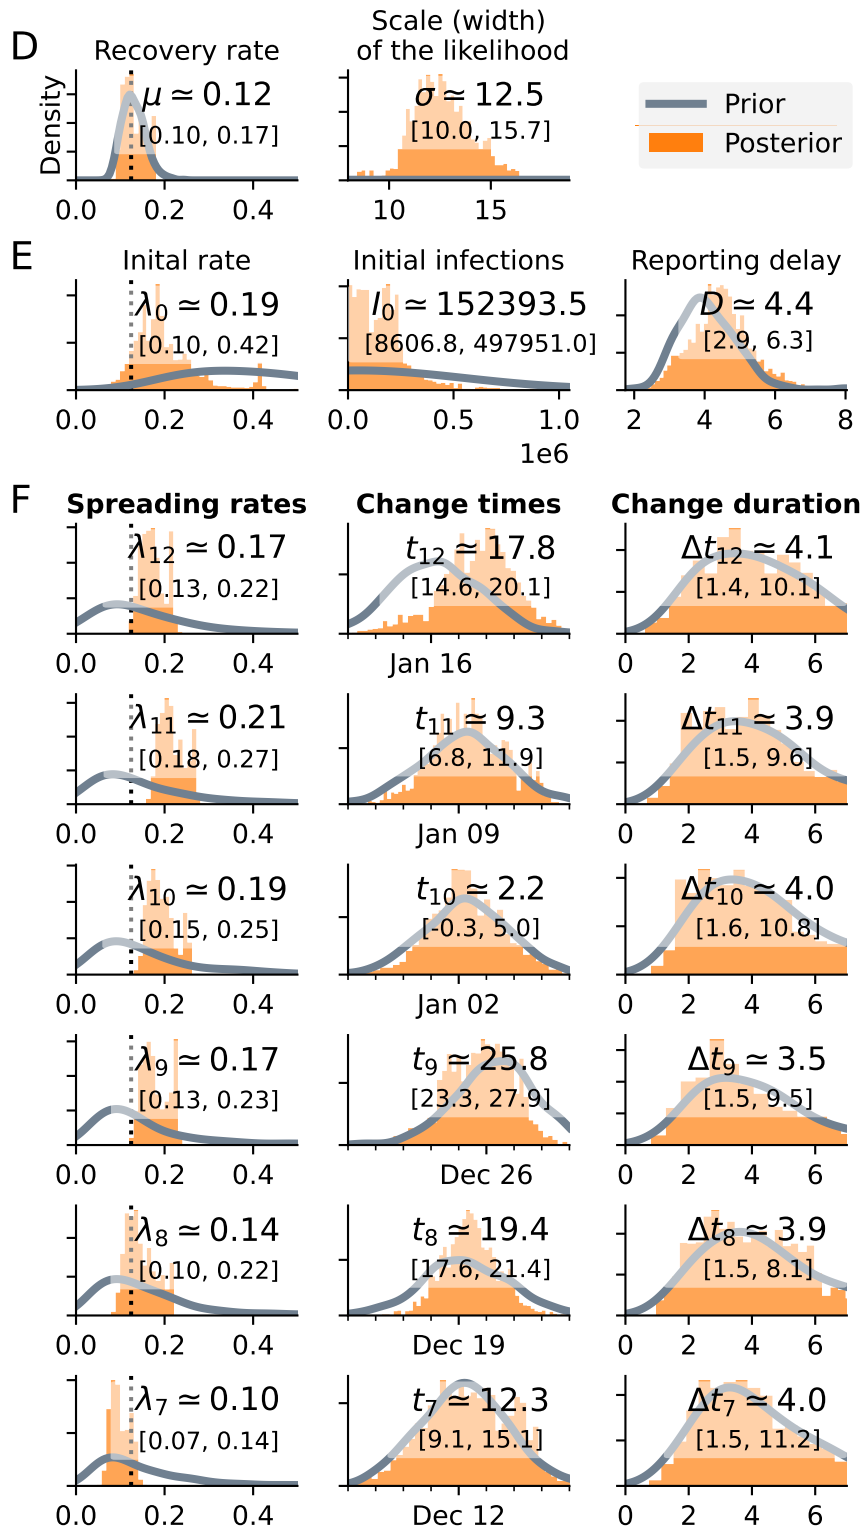 D
Recovery rate
Scale (width)
of the likelihood
Density
μ ≃ 0.12
[0.10, 0.17]
0.0 0.2 0.4
σ ≃ 12.5
[10.0, 15.7]
10 15
Prior
Posterior
E
Inital rate
Initial infections
Reporting delay
λ0 ≃ 0.19
[0.10, 0.42]
0.0 0.2 0.4
I0 ≃ 152393.5
[8606.8, 497951.0]
0.0 0.5 1.0
1e6
D ≃ 4.4
[2.9, 6.3]
2 4 6 8
F
Spreading rates
Change times
Change duration
λ12 ≃ 0.17
[0.13, 0.22]
0.0 0.2 0.4
t12 ≃ 17.8
[14.6, 20.1]
Jan 16
Δt12 ≃ 4.1
[1.4, 10.1]
0 2 4 6
λ11 ≃ 0.21
[0.18, 0.27]
0.0 0.2 0.4
t11 ≃ 9.3
[6.8, 11.9]
Jan 09
Δt11 ≃ 3.9
[1.5, 9.6]
0 2 4 6
λ10 ≃ 0.19
[0.15, 0.25]
0.0 0.2 0.4
t10 ≃ 2.2
[-0.3, 5.0]
Jan 02
Δt10 ≃ 4.0
[1.6, 10.8]
0 2 4 6
λ9 ≃ 0.17
[0.13, 0.23]
0.0 0.2 0.4
t9 ≃ 25.8
[23.3, 27.9]
Dec 26
Δt9 ≃ 3.5
[1.5, 9.5]
0 2 4 6
λ8 ≃ 0.14
[0.10, 0.22]
0.0 0.2 0.4
t8 ≃ 19.4
[17.6, 21.4]
Dec 19
Δt8 ≃ 3.9
[1.5, 8.1]
0 2 4 6
λ7 ≃ 0.10
[0.07, 0.14]
0.0 0.2 0.4
t7 ≃ 12.3
[9.1, 15.1]
Dec 12
Δt7 ≃ 4.0
[1.5, 11.2]
0 2 4 6